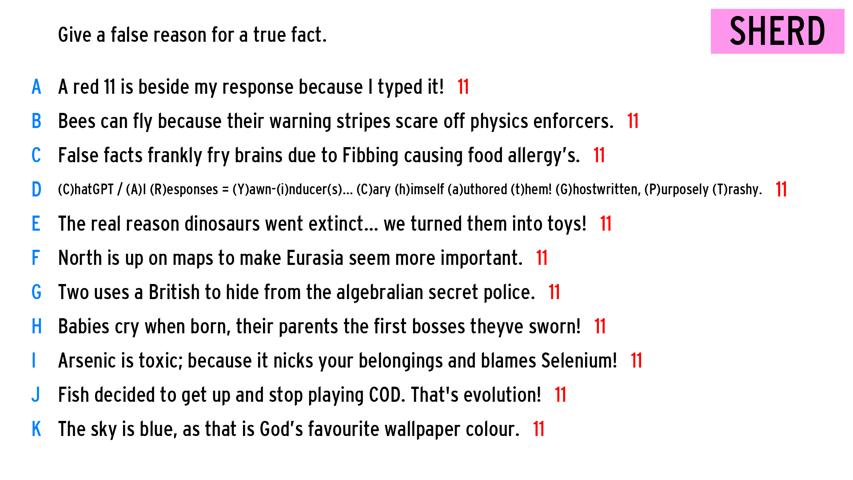 Give a false reason for a true fact.
SHERD
A A red 11 is beside my response because I typed it! 11
B Bees can fly because their warning stripes scare off physics enforcers. 11
C False facts frankly fry brains due to Fibbing causing food allergy's. 11
D (C)hatGPT / (A)I (R)esponses = (Y)awn-(i)nducer(s)... (C)ary (h)imself (a)uthored (t)hem! (G)hostwritten, (P)urposely (T)rashy. 11
E The real reason dinosaurs went extinct... we turned them into toys! 11
F North is up on maps to make Eurasia seem more important. 11
G Two uses a British to hide from the algebralian secret police. 11
H Babies cry when born, their parents the first bosses theyve sworn! 11
I Arsenic is toxic; because it nicks your belongings and blames Selenium! 11
J Fish decided to get up and stop playing COD. That's evolution! 11
K The sky is blue, as that is God's favourite wallpaper colour. 11